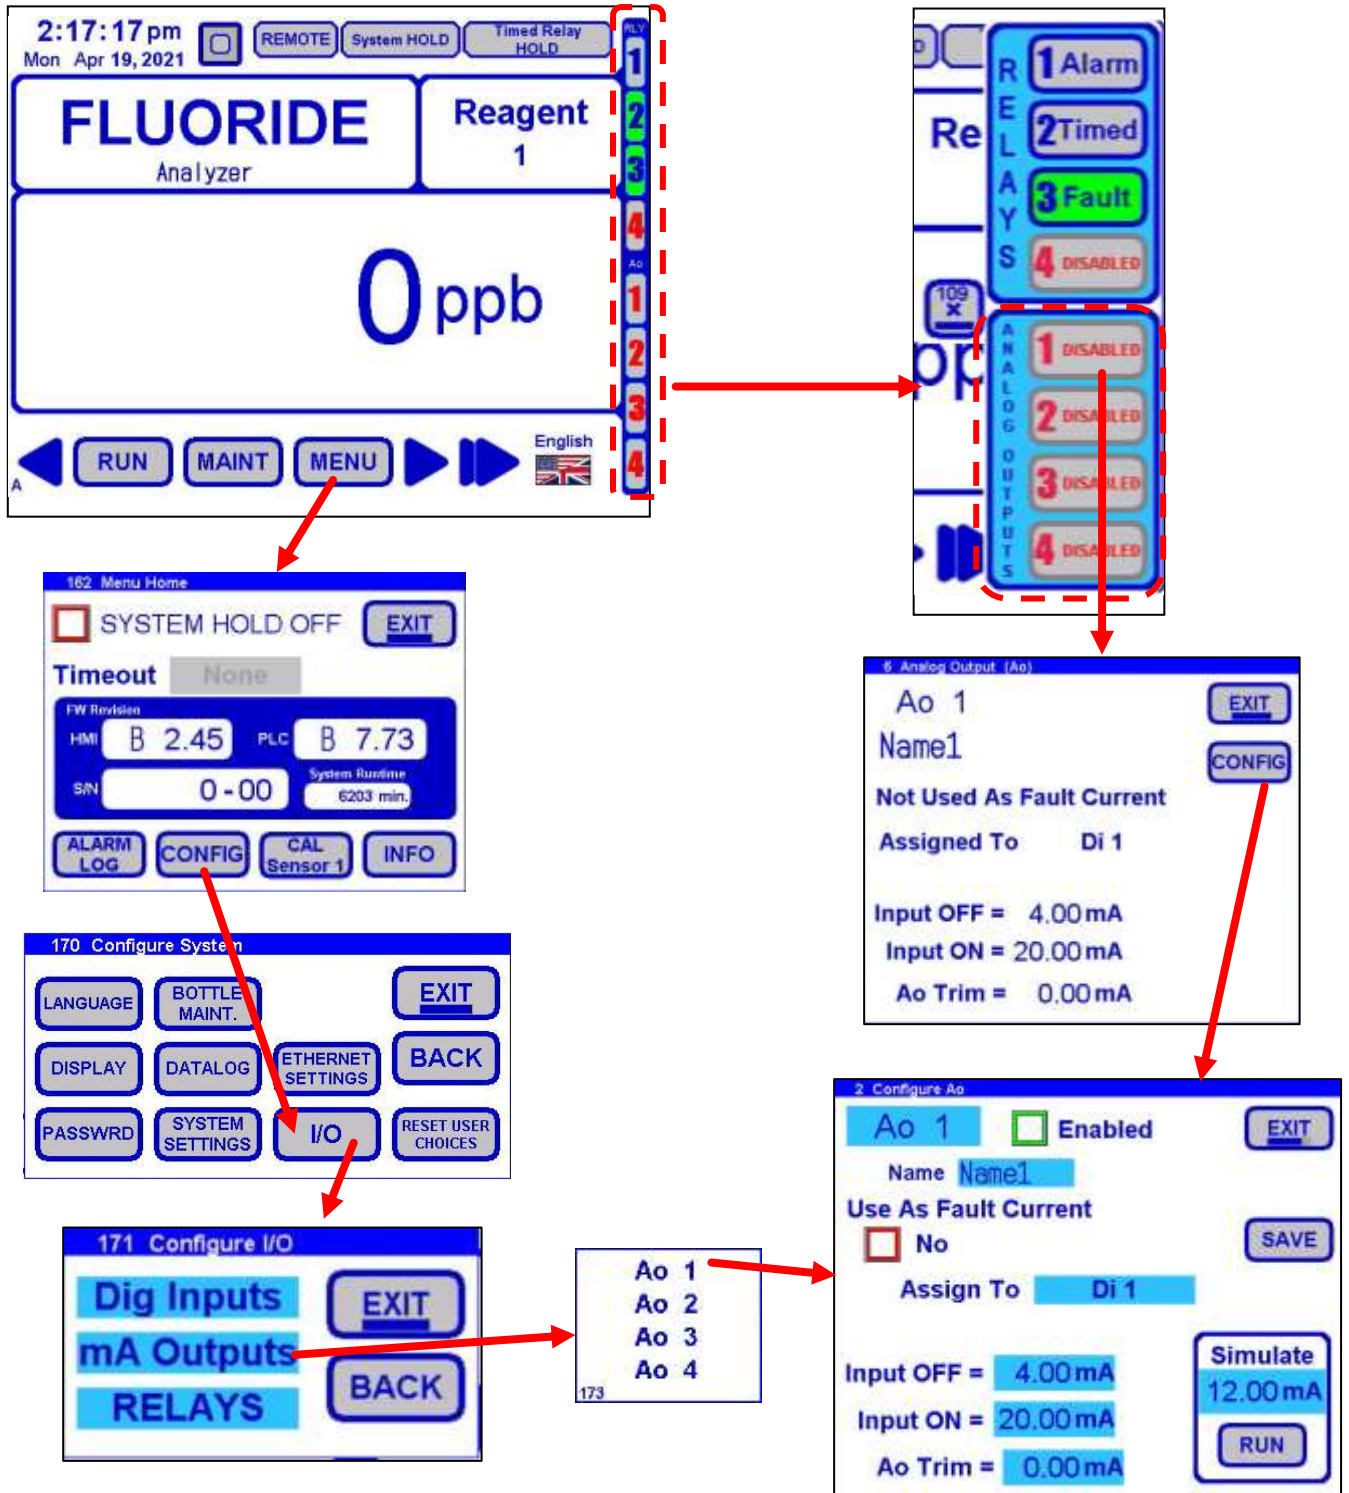 2:17:17 pm
Mon Apr 19, 2021
REMOTE
System HOLD
Timed Relay
HOLD
RLY
1
2
3
4
Ao
1
2
3
4
FLUORIDE
Analyzer
Reagent
1
0 ppb
A
RUN
MAINT
MENU
English
Re
109
pp
RELAYS
1 Alarm
2 Timed
3 Fault
4 DISABLED
ANALOG OUTPUTS
1 DISABLED
2 DISABLED
3 DISABLED
4 DISABLED
162 Menu Home
SYSTEM HOLD OFF
EXIT
Timeout None
FW Revision
HMI B 2.45 PLC B 7.73
S/N 0-00
System Runtime
6203 min.
ALARM
LOG
CONFIG
CAL
Sensor 1
INFO
6 Analog Output (Ao)
Ao 1
EXIT
Name1
CONFIG
Not Used As Fault Current
Assigned To Di 1
Input OFF = 4.00 mA
Input ON = 20.00 mA
Ao Trim = 0.00 mA
170 Configure System
LANGUAGE
BOTTLE
MAINT.
EXIT
DISPLAY
DATALOG
ETHERNET
SETTINGS
BACK
PASSWRD
SYSTEM
SETTINGS
I/O
RESET USER
CHOICES
171 Configure I/O
Dig Inputs
EXIT
mA Outputs
BACK
RELAYS
Ao 1
Ao 2
Ao 3
Ao 4
173
2 Configure Ao
Ao 1
Enabled
EXIT
Name Name1
Use As Fault Current
No
SAVE
Assign To Di 1
Input OFF = 4.00 mA
Input ON = 20.00 mA
Ao Trim = 0.00 mA
Simulate
12.00 mA
RUN